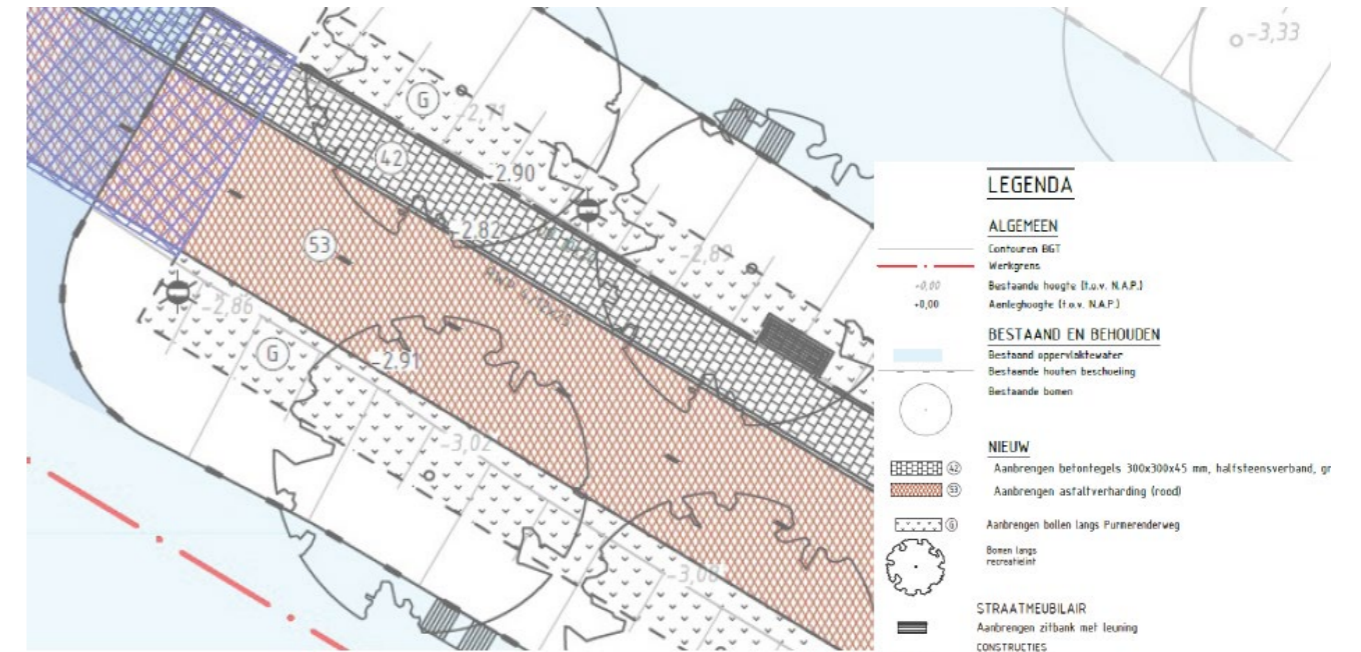 -3,33
G
-2,71
42
-2.90
-2.82
53
-2,89
-2,86
G
-2.91
-3,02
-3,08
LEGENDA
ALGEMEEN
Contouren BGT
Werkgrens
+0,00 Bestaande hoogte (t.o.v. N.A.P.)
+0,00 Aanleghoogte (t.o.v. N.A.P.)
BESTAAND EN BEHOUDEN
Bestaand oppervlaktewater
Bestaande houten beschoeiing
Bestaande bomen
NIEUW
42 Aanbrengen betontegels 300x300x45 mm, halfsteensverband, gr
53 Aanbrengen asfaltverharding (rood)
G Aanbrengen bollen langs Purmerenderweg
Bomen langs
recreatielint
STRAATMEUBILAIR
Aanbrengen zitbank met leuning
CONSTRUCTIES